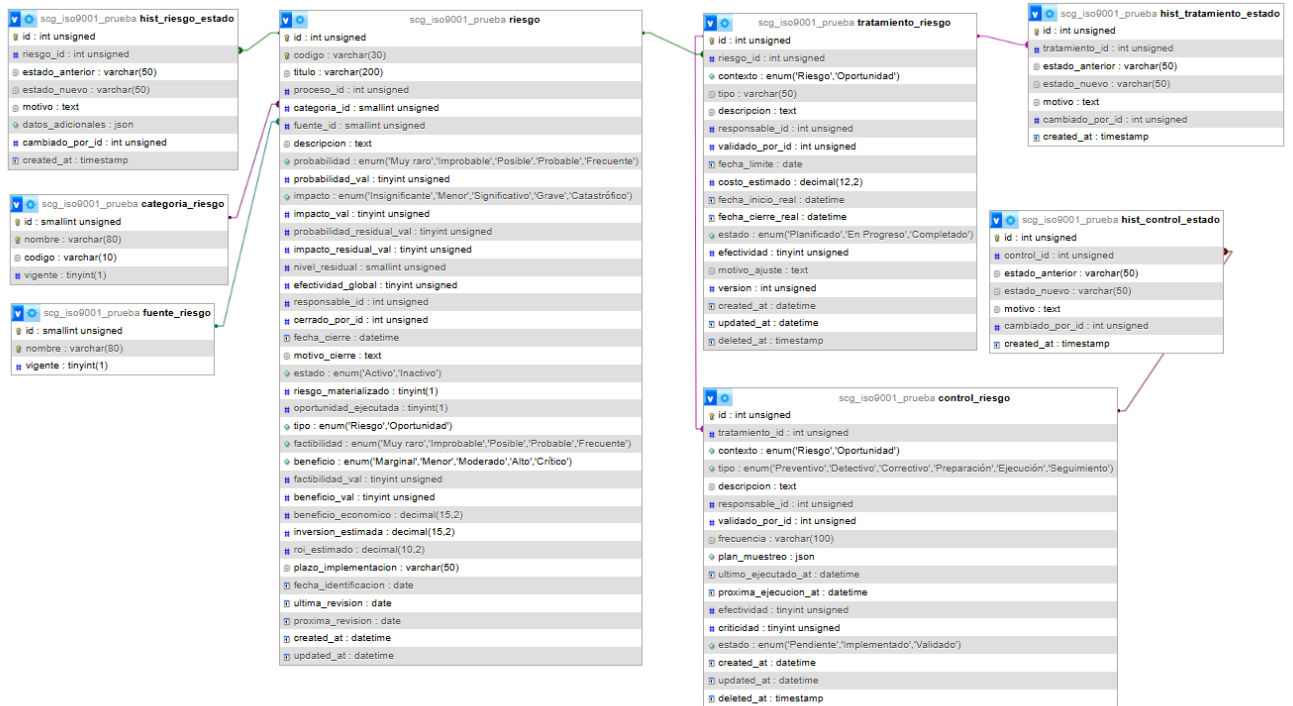 scg_iso9001_prueba hist_riesgo_estado
id : int unsigned
riesgo_id : int unsigned
estado_anterior : varchar(50)
estado_nuevo : varchar(50)
motivo : text
datos_adicionales : json
cambiado_por_id : int unsigned
created_at : timestamp
scg_iso9001_prueba categoria_riesgo
id : smallint unsigned
nombre : varchar(80)
codigo : varchar(10)
vigente : tinyint(1)
scg_iso9001_prueba fuente_riesgo
id : smallint unsigned
nombre : varchar(80)
vigente : tinyint(1)
scg_iso9001_prueba riesgo
id : int unsigned
codigo : varchar(30)
titulo : varchar(200)
proceso_id : int unsigned
categoria_id : smallint unsigned
fuente_id : smallint unsigned
descripcion : text
probabilidad : enum('Muy raro','Improbable','Posible','Probable','Frecuente')
probabilidad_val : tinyint unsigned
impacto : enum('Insignificante','Menor','Significativo','Grave','Catastrófico')
impacto_val : tinyint unsigned
probabilidad_residual_val : tinyint unsigned
impacto_residual_val : tinyint unsigned
nivel_residual : smallint unsigned
efectividad_global : tinyint unsigned
responsable_id : int unsigned
cerrado_por_id : int unsigned
fecha_cierre : datetime
motivo_cierre : text
estado : enum('Activo','Inactivo')
riesgo_materializado : tinyint(1)
oportunidad_ejecutada : tinyint(1)
tipo : enum('Riesgo','Oportunidad')
factibilidad : enum('Muy raro','Improbable','Posible','Probable','Frecuente')
beneficio : enum('Marginal','Menor','Moderado','Alto','Crítico')
factibilidad_val : tinyint unsigned
beneficio_val : tinyint unsigned
beneficio_economico : decimal(15,2)
inversion_estimada : decimal(15,2)
roi_estimado : decimal(10,2)
plazo_implementacion : varchar(50)
fecha_identificacion : date
ultima_revision : date
proxima_revision : date
created_at : datetime
updated_at : datetime
scg_iso9001_prueba tratamiento_riesgo
id : int unsigned
riesgo_id : int unsigned
contexto : enum('Riesgo','Oportunidad')
tipo : varchar(50)
descripcion : text
responsable_id : int unsigned
validado_por_id : int unsigned
fecha_limite : date
costo_estimado : decimal(12,2)
fecha_inicio_real : datetime
fecha_cierre_real : datetime
estado : enum('Planificado','En Progreso','Completado')
efectividad : tinyint unsigned
motivo_ajuste : text
version : int unsigned
created_at : datetime
updated_at : datetime
deleted_at : timestamp
scg_iso9001_prueba hist_tratamiento_estado
id : int unsigned
tratamiento_id : int unsigned
estado_anterior : varchar(50)
estado_nuevo : varchar(50)
motivo : text
cambiado_por_id : int unsigned
created_at : timestamp
scg_iso9001_prueba hist_control_estado
id : int unsigned
control_id : int unsigned
estado_anterior : varchar(50)
estado_nuevo : varchar(50)
motivo : text
cambiado_por_id : int unsigned
created_at : timestamp
scg_iso9001_prueba control_riesgo
id : int unsigned
tratamiento_id : int unsigned
contexto : enum('Riesgo','Oportunidad')
tipo : enum('Preventivo','Detectivo','Correctivo','Preparación','Ejecución','Seguimiento')
descripcion : text
responsable_id : int unsigned
validado_por_id : int unsigned
frecuencia : varchar(100)
plan_muestreo : json
ultimo_ejecutado_at : datetime
proxima_ejecucion_at : datetime
efectividad : tinyint unsigned
criticidad : tinyint unsigned
estado : enum('Pendiente','Implementado','Validado')
created_at : datetime
updated_at : datetime
deleted_at : timestamp